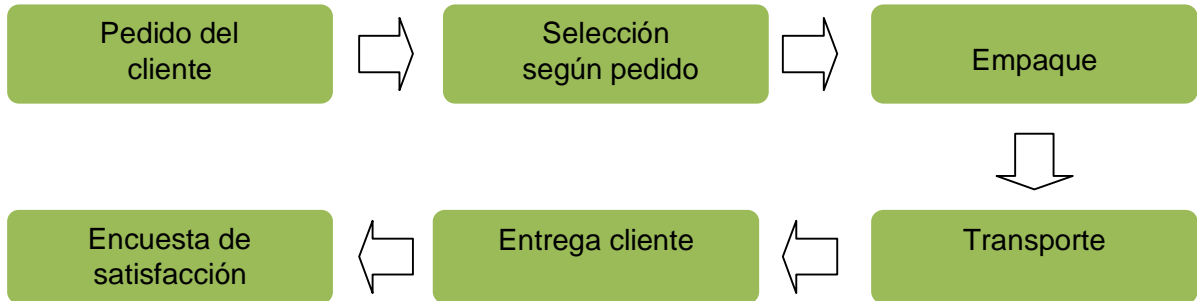 Pedido del
cliente
Selección
según pedido
Empaque
Transporte
Entrega cliente
Encuesta de
satisfacción